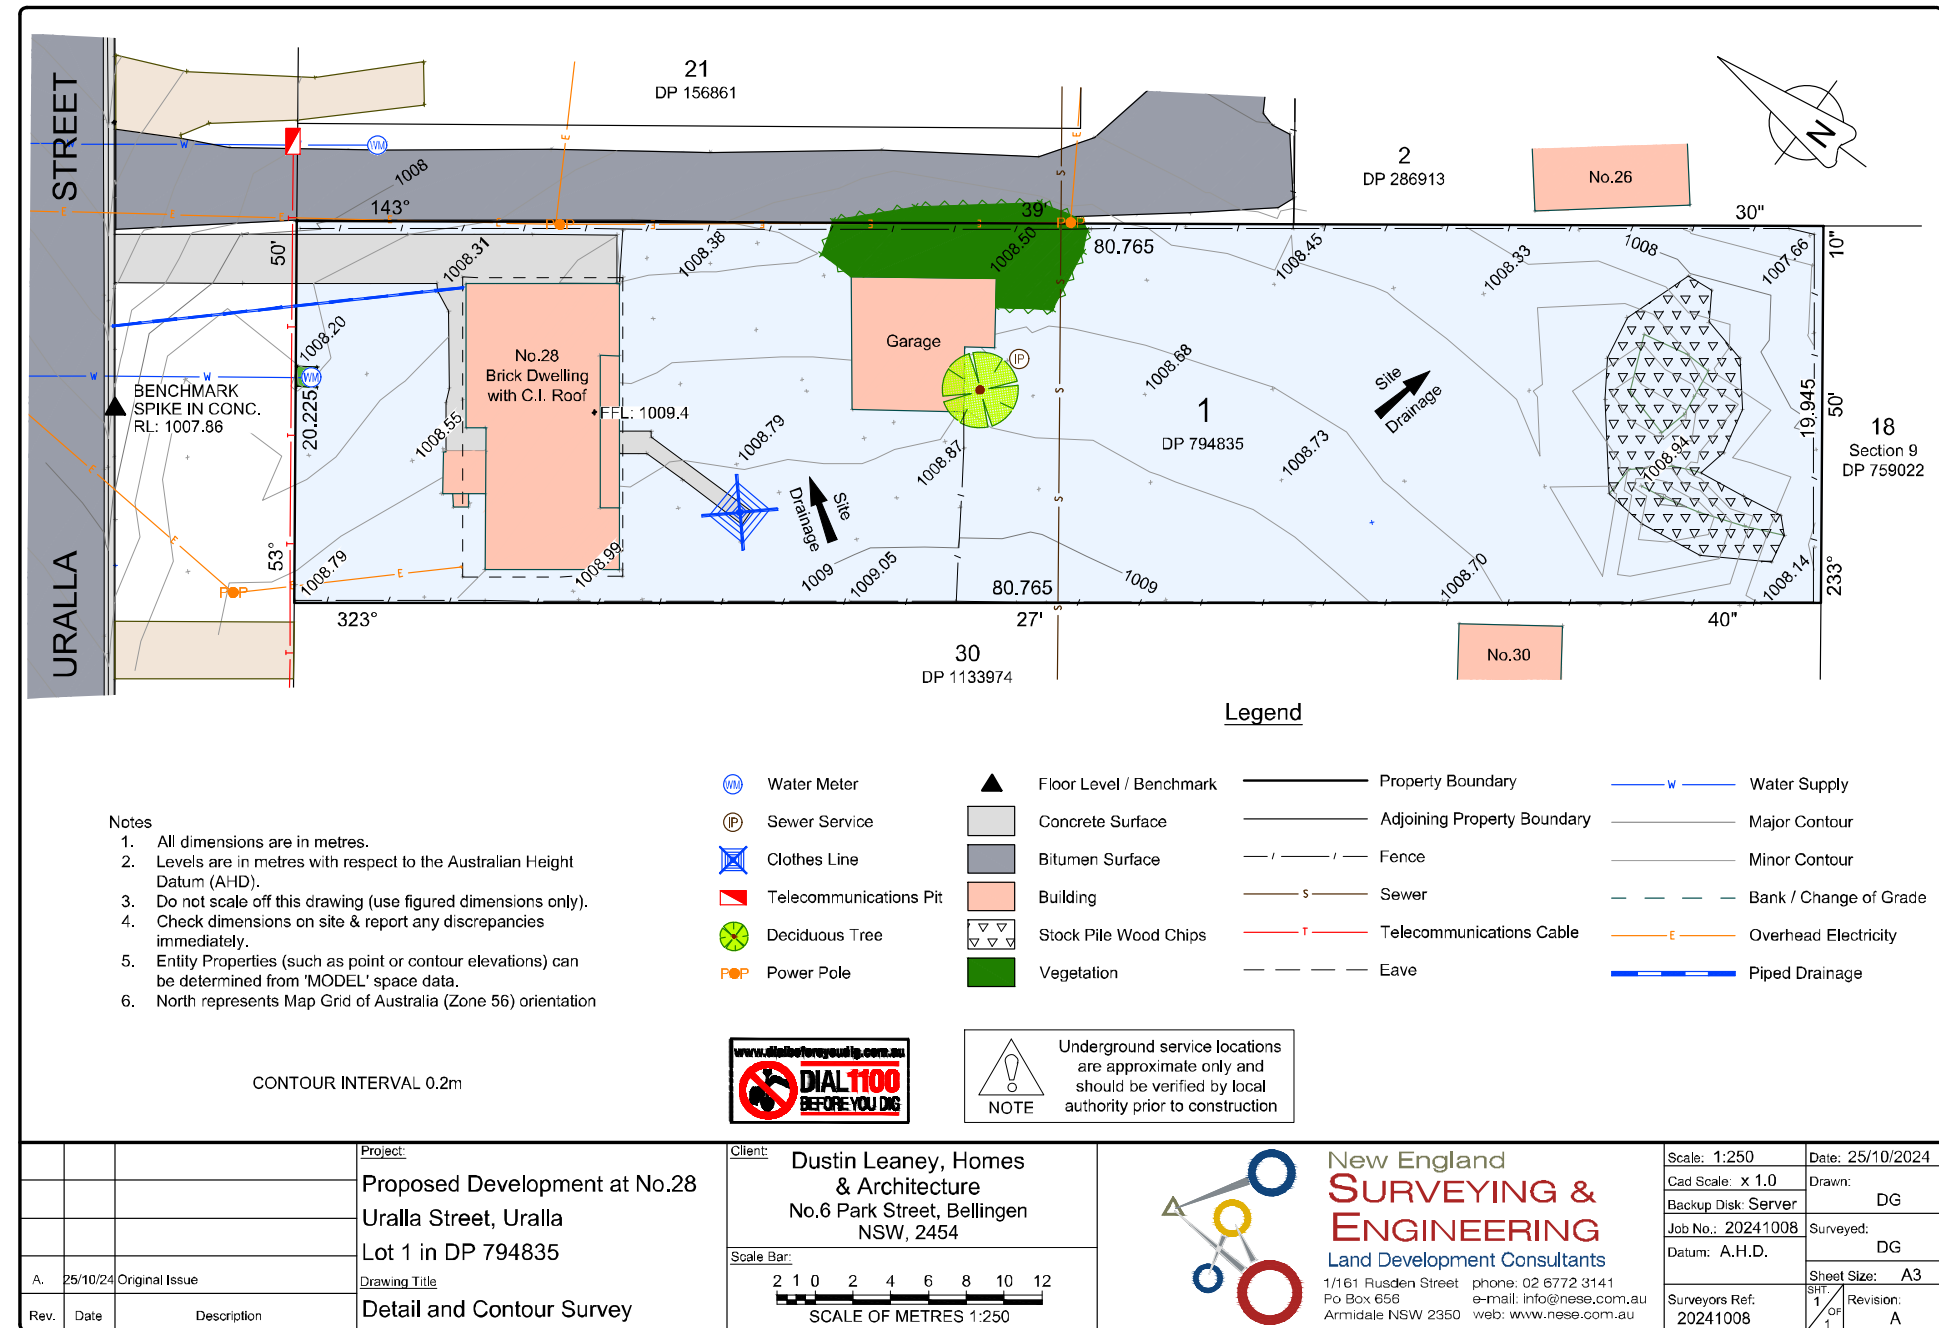 STREET
URALLA
21
DP 156861
2
DP 286913
No.26
N
1008
143°
39'
30"
50'
10"
1008.31
1008.38
1008.50
80.765
1008.45
1008.33
1008
1007.66
W
W
WM
E
E
S
T
POP
POP
1008.20
WM
W
W
BENCHMARK
SPIKE IN CONC.
RL: 1007.86
20.225
No.28
Brick Dwelling
with C.I. Roof
FFL: 1009.4
1008.55
Garage
IP
1008.68
Site
Drainage
1
DP 794835
19.945
50'
18
Section 9
DP 759022
1008.79
1008.87
1008.73
1008.94
Site
Drainage
53°
1008.79
1008.99
1009
1009.05
80.765
1009
1008.70
1008.14
233°
POP
323°
27'
40"
30
DP 1133974
No.30
Legend
WM Water Meter
IP Sewer Service
Clothes Line
Telecommunications Pit
Deciduous Tree
POP Power Pole
Floor Level / Benchmark
Concrete Surface
Bitumen Surface
Building
Stock Pile Wood Chips
Vegetation
Property Boundary
Adjoining Property Boundary
Fence
S Sewer
T Telecommunications Cable
Eave
W Water Supply
Major Contour
Minor Contour
Bank / Change of Grade
E Overhead Electricity
Piped Drainage
Notes
1. All dimensions are in metres.
2. Levels are in metres with respect to the Australian Height
Datum (AHD).
3. Do not scale off this drawing (use figured dimensions only).
4. Check dimensions on site & report any discrepancies
immediately.
5. Entity Properties (such as point or contour elevations) can
be determined from 'MODEL' space data.
6. North represents Map Grid of Australia (Zone 56) orientation
CONTOUR INTERVAL 0.2m
www.dialbeforeyoudig.com.au
DIAL 1100
BEFORE YOU DIG
NOTE
Underground service locations
are approximate only and
should be verified by local
authority prior to construction
A. 25/10/24 Original Issue
Rev. Date Description
Project:
Proposed Development at No.28
Uralla Street, Uralla
Lot 1 in DP 794835
Drawing Title
Detail and Contour Survey
Client:
Dustin Leaney, Homes
& Architecture
No.6 Park Street, Bellingen
NSW, 2454
Scale Bar:
2 1 0 2 4 6 8 10 12
SCALE OF METRES 1:250
New England
SURVEYING &
ENGINEERING
Land Development Consultants
1/161 Rusden Street phone: 02 6772 3141
Po Box 656 e-mail: info@nese.com.au
Armidale NSW 2350 web: www.nese.com.au
Scale: 1:250
Cad Scale: x 1.0
Backup Disk: Server
Job No.: 20241008
Datum: A.H.D.
Surveyors Ref:
20241008
Date: 25/10/2024
Drawn:
DG
Surveyed:
DG
Sheet Size: A3
SHT.
1 OF 1
Revision:
A